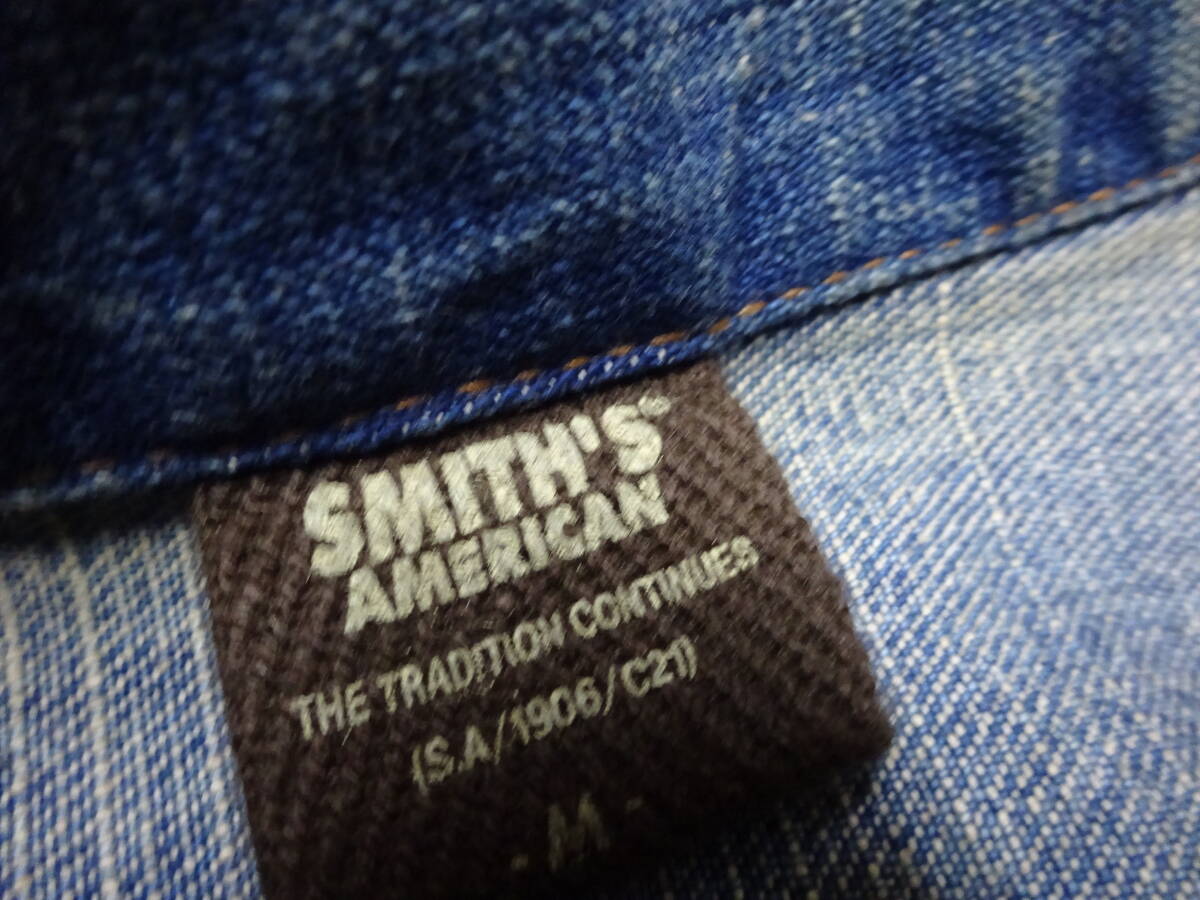 SMITH'S
AMERICAN
THE TRADITION CONTINUES
(S.A/1906/C21)
- M -